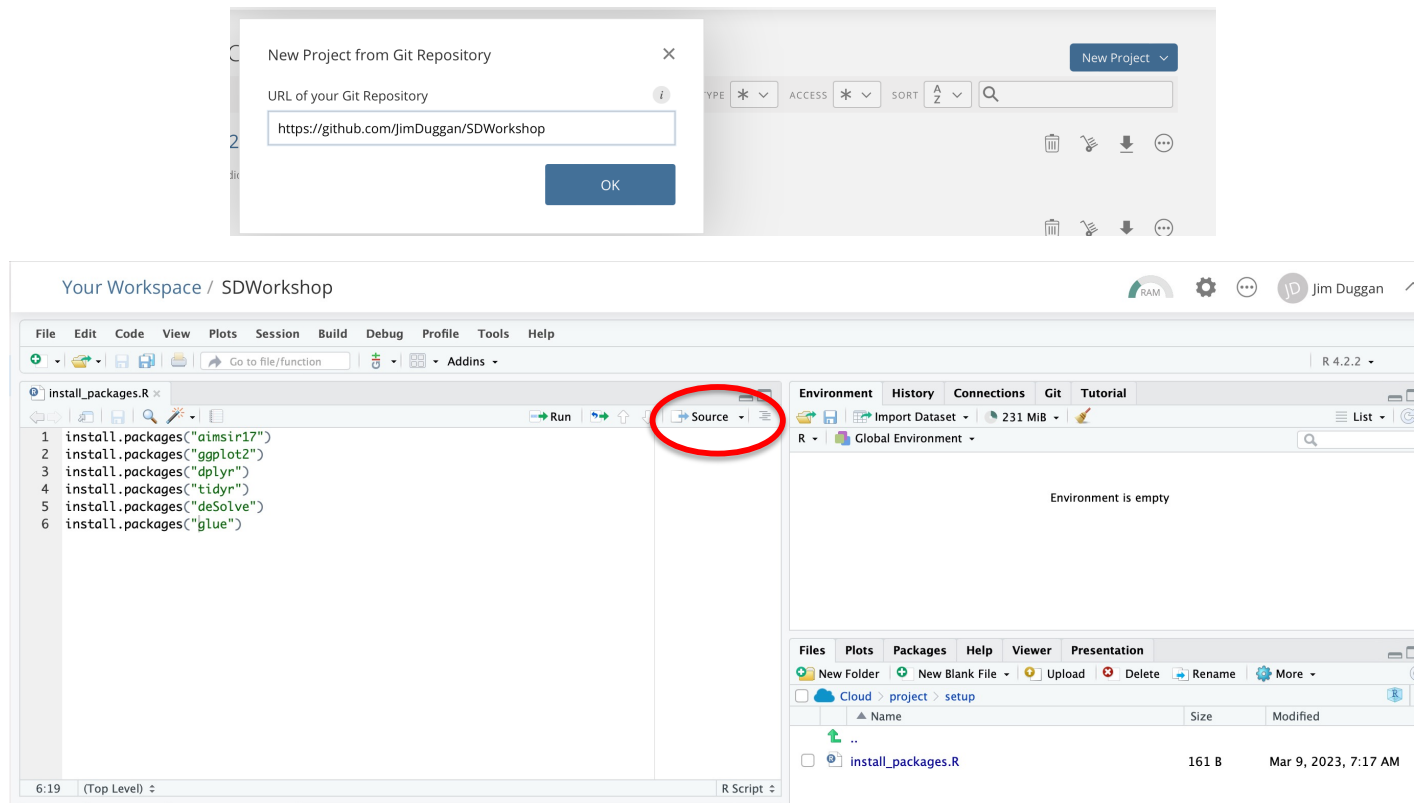 New Project from Git Repository
New Project
URL of your Git Repository
TYPE * ACCESS * SORT A Z
https://github.com/JimDuggan/SDWorkshop
OK
Your Workspace / SDWorkshop
RAM JD Jim Duggan
File Edit Code View Plots Session Build Debug Profile Tools Help
Go to file/function Addins R 4.2.2
install_packages.R
Run Source
1 install.packages("aimsir17")
2 install.packages("ggplot2")
3 install.packages("dplyr")
4 install.packages("tidyr")
5 install.packages("deSolve")
6 install.packages("glue")
6:19 (Top Level) R Script
Environment History Connections Git Tutorial
Import Dataset 231 MiB List
R Global Environment
Environment is empty
Files Plots Packages Help Viewer Presentation
New Folder New Blank File Upload Delete Rename More
Cloud project setup
Name Size Modified
..
install_packages.R 161 B Mar 9, 2023, 7:17 AM